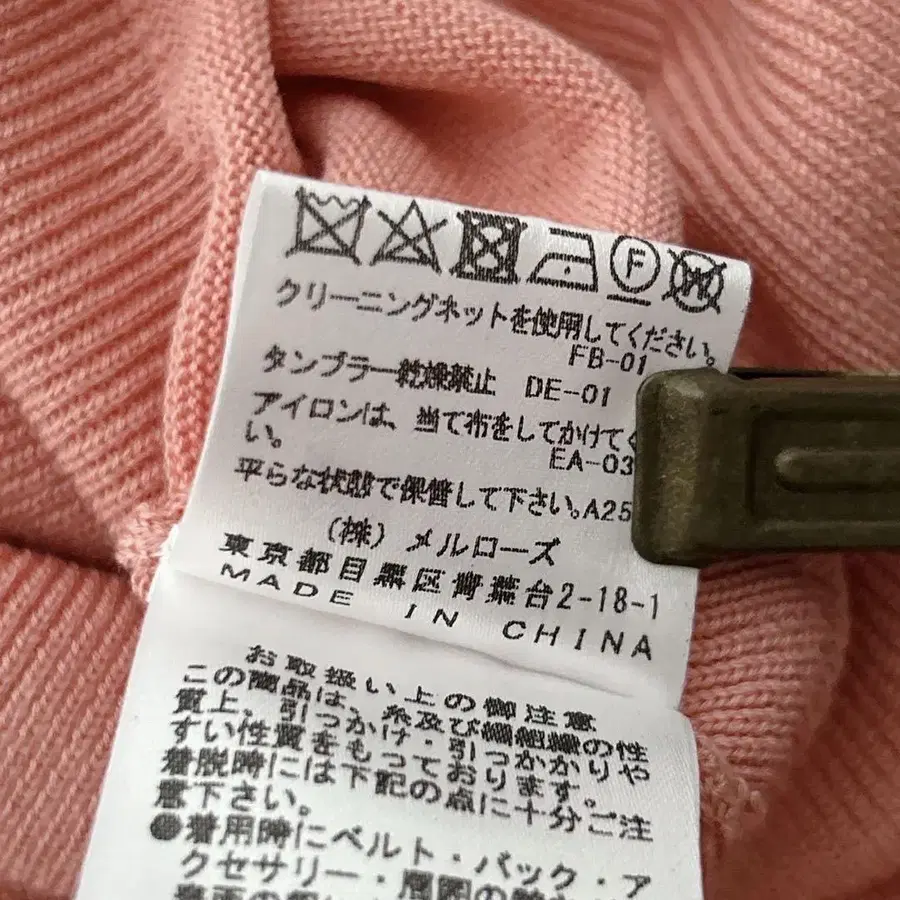 F W
クリーニングネットを使用してください。
FB-01
タンブラー乾燥禁止 DE-01
アイロンは、当て布をしてかけてく
い。
EA-03
平らな状態で保管して下さい。A25
(株) メルローズ
東京都目黒区青葉台2-18-1
MADE IN CHINA
お取扱い上の御注意
この商品は、糸及び編組織の性
質上、引っかけ・引っかかりや
すい性質をもっております。
着脱時には下記の点に十分ご注
意下さい。
●着用時にベルト・バック・ア
クセサリー・周囲の